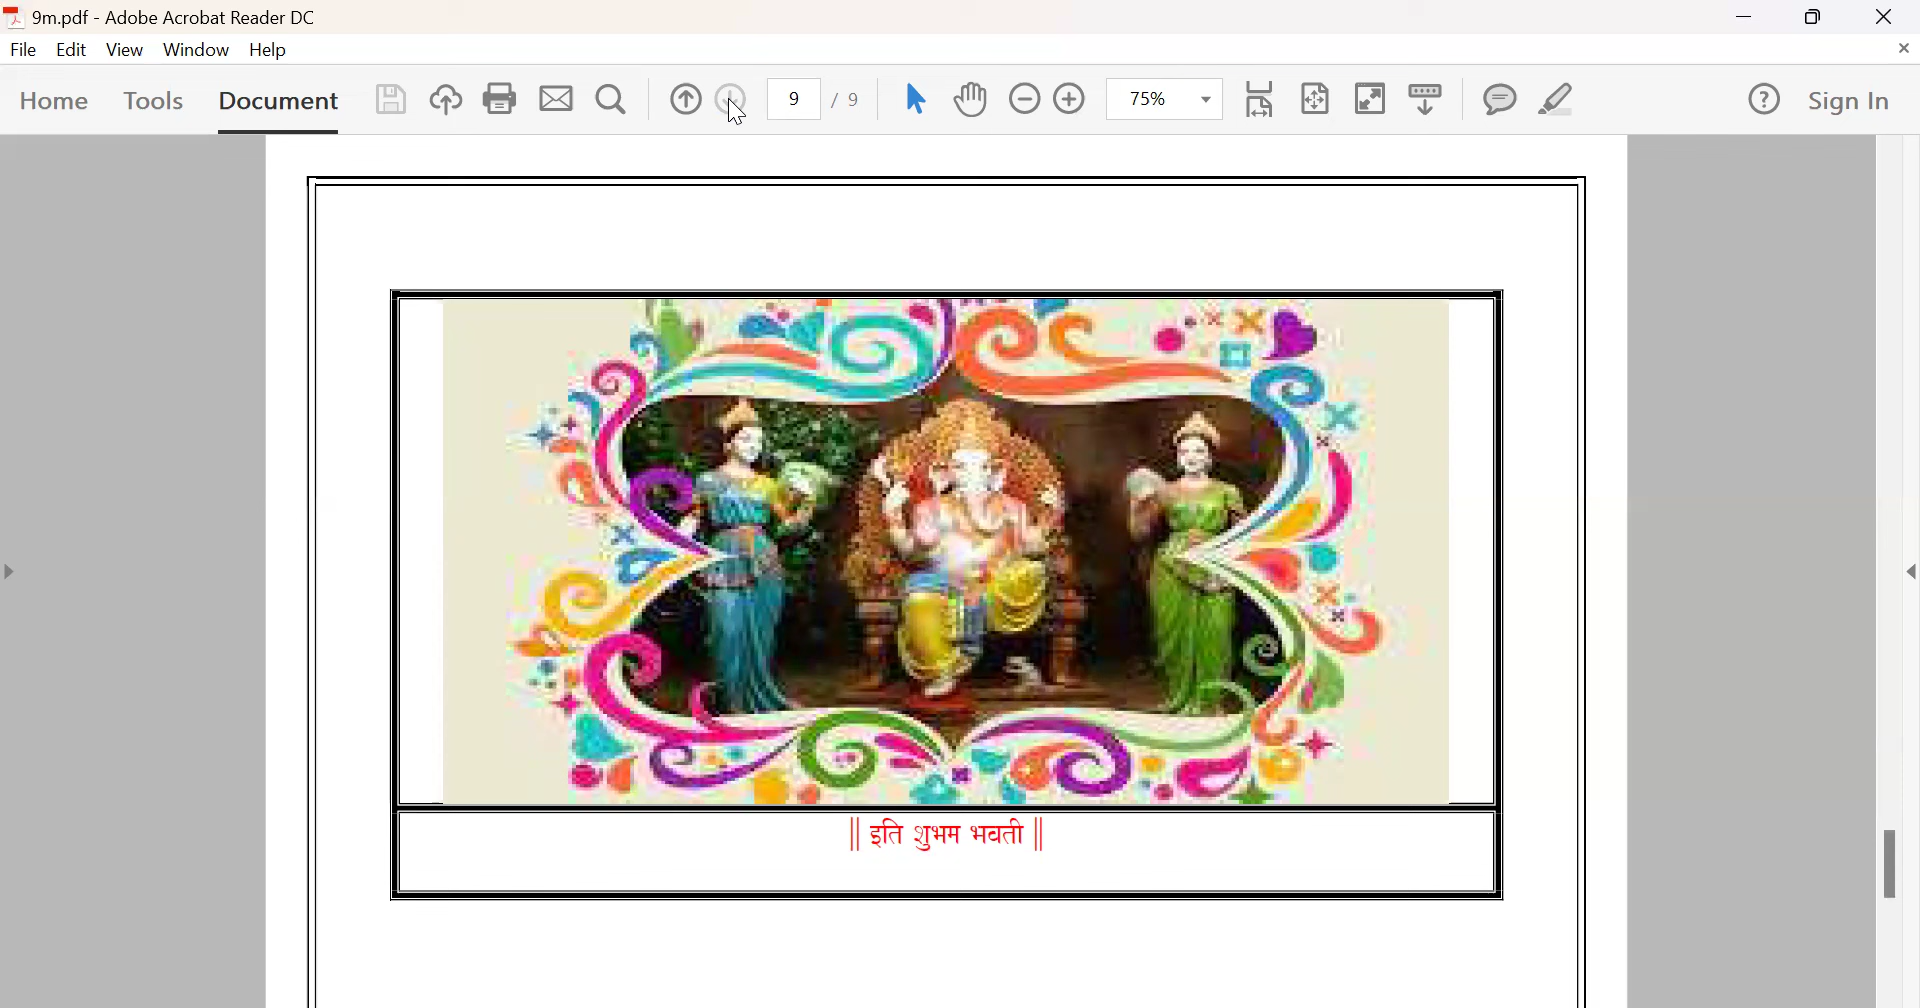 9m.pdf - Adobe Acrobat Reader DC
File Edit View Window Help
Home Tools Document 9 / 9 75% Sign In
|| इति शुभम भवती ||